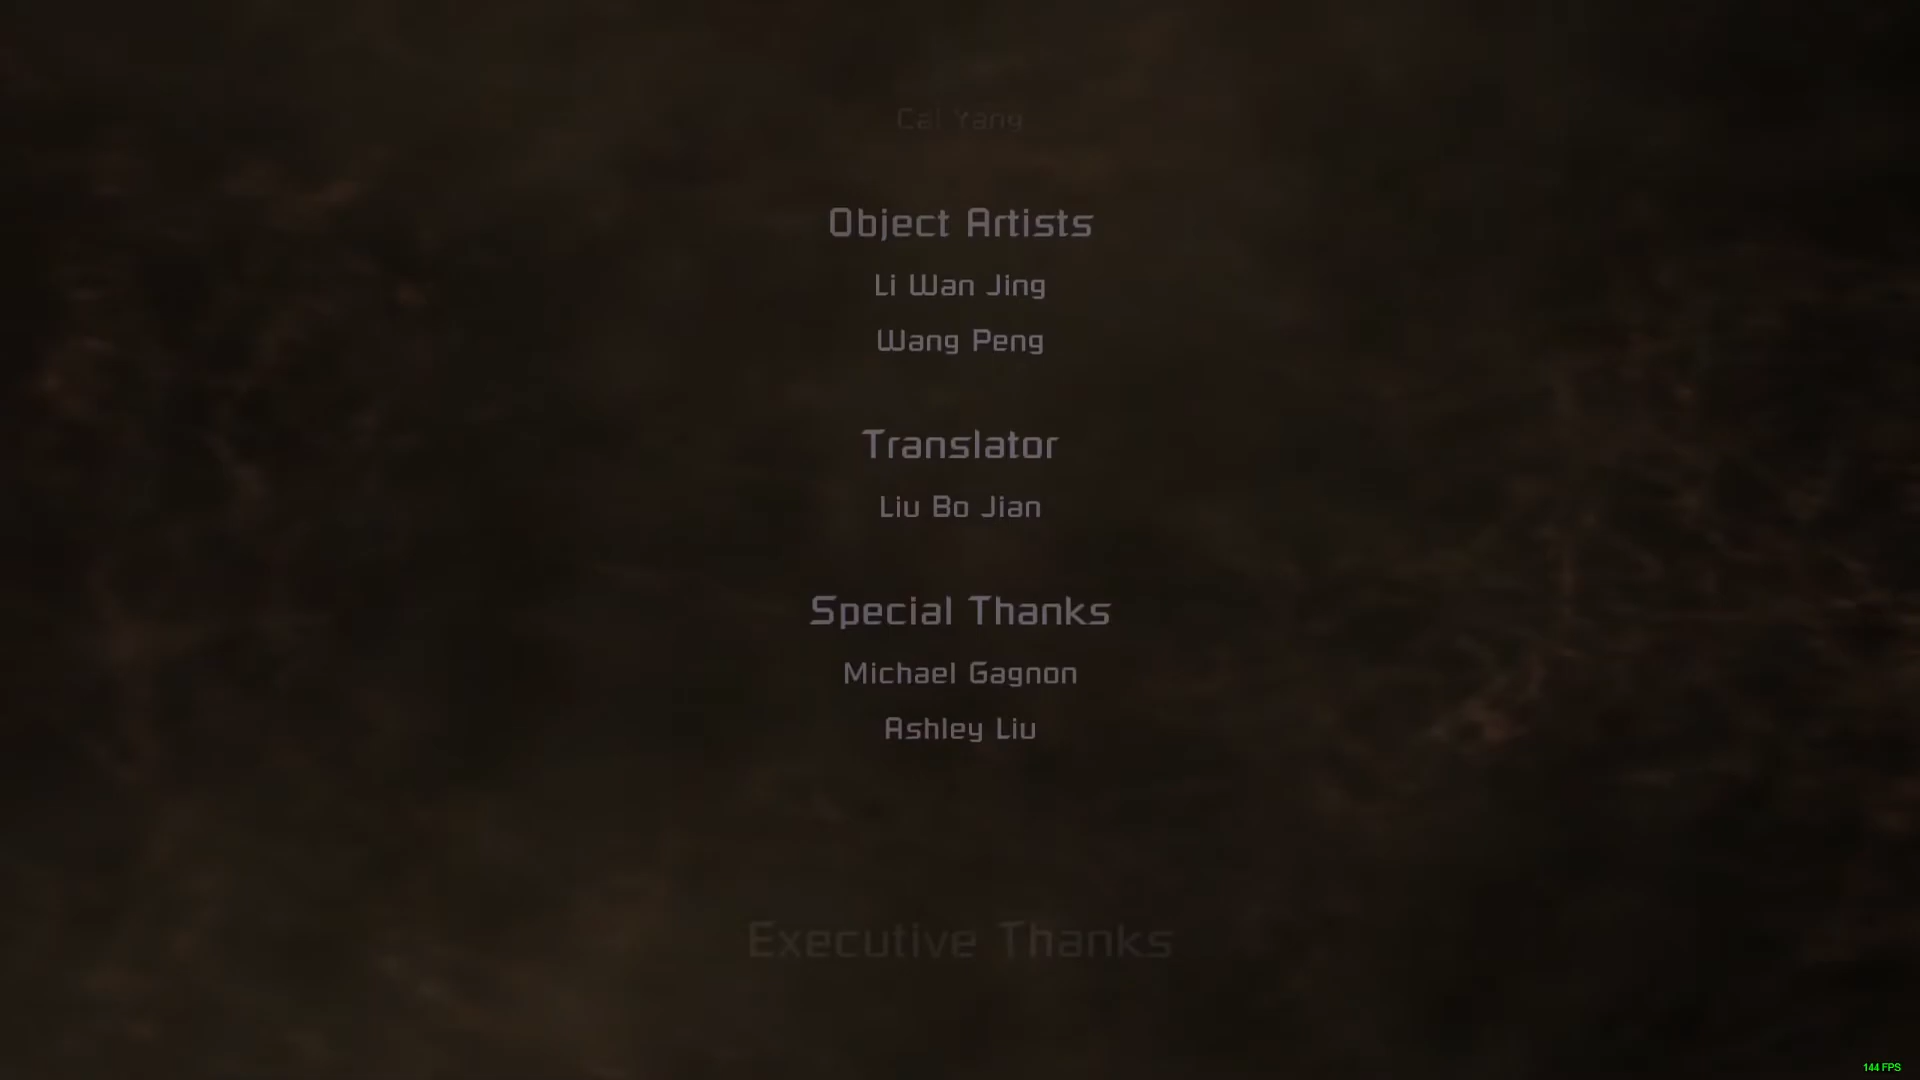 Cai Yang
Object Artists
Li Wan Jing
Wang Peng
Translator
Liu Bo Jian
Special Thanks
Michael Gagnon
Ashley Liu
Executive Thanks
144 FPS